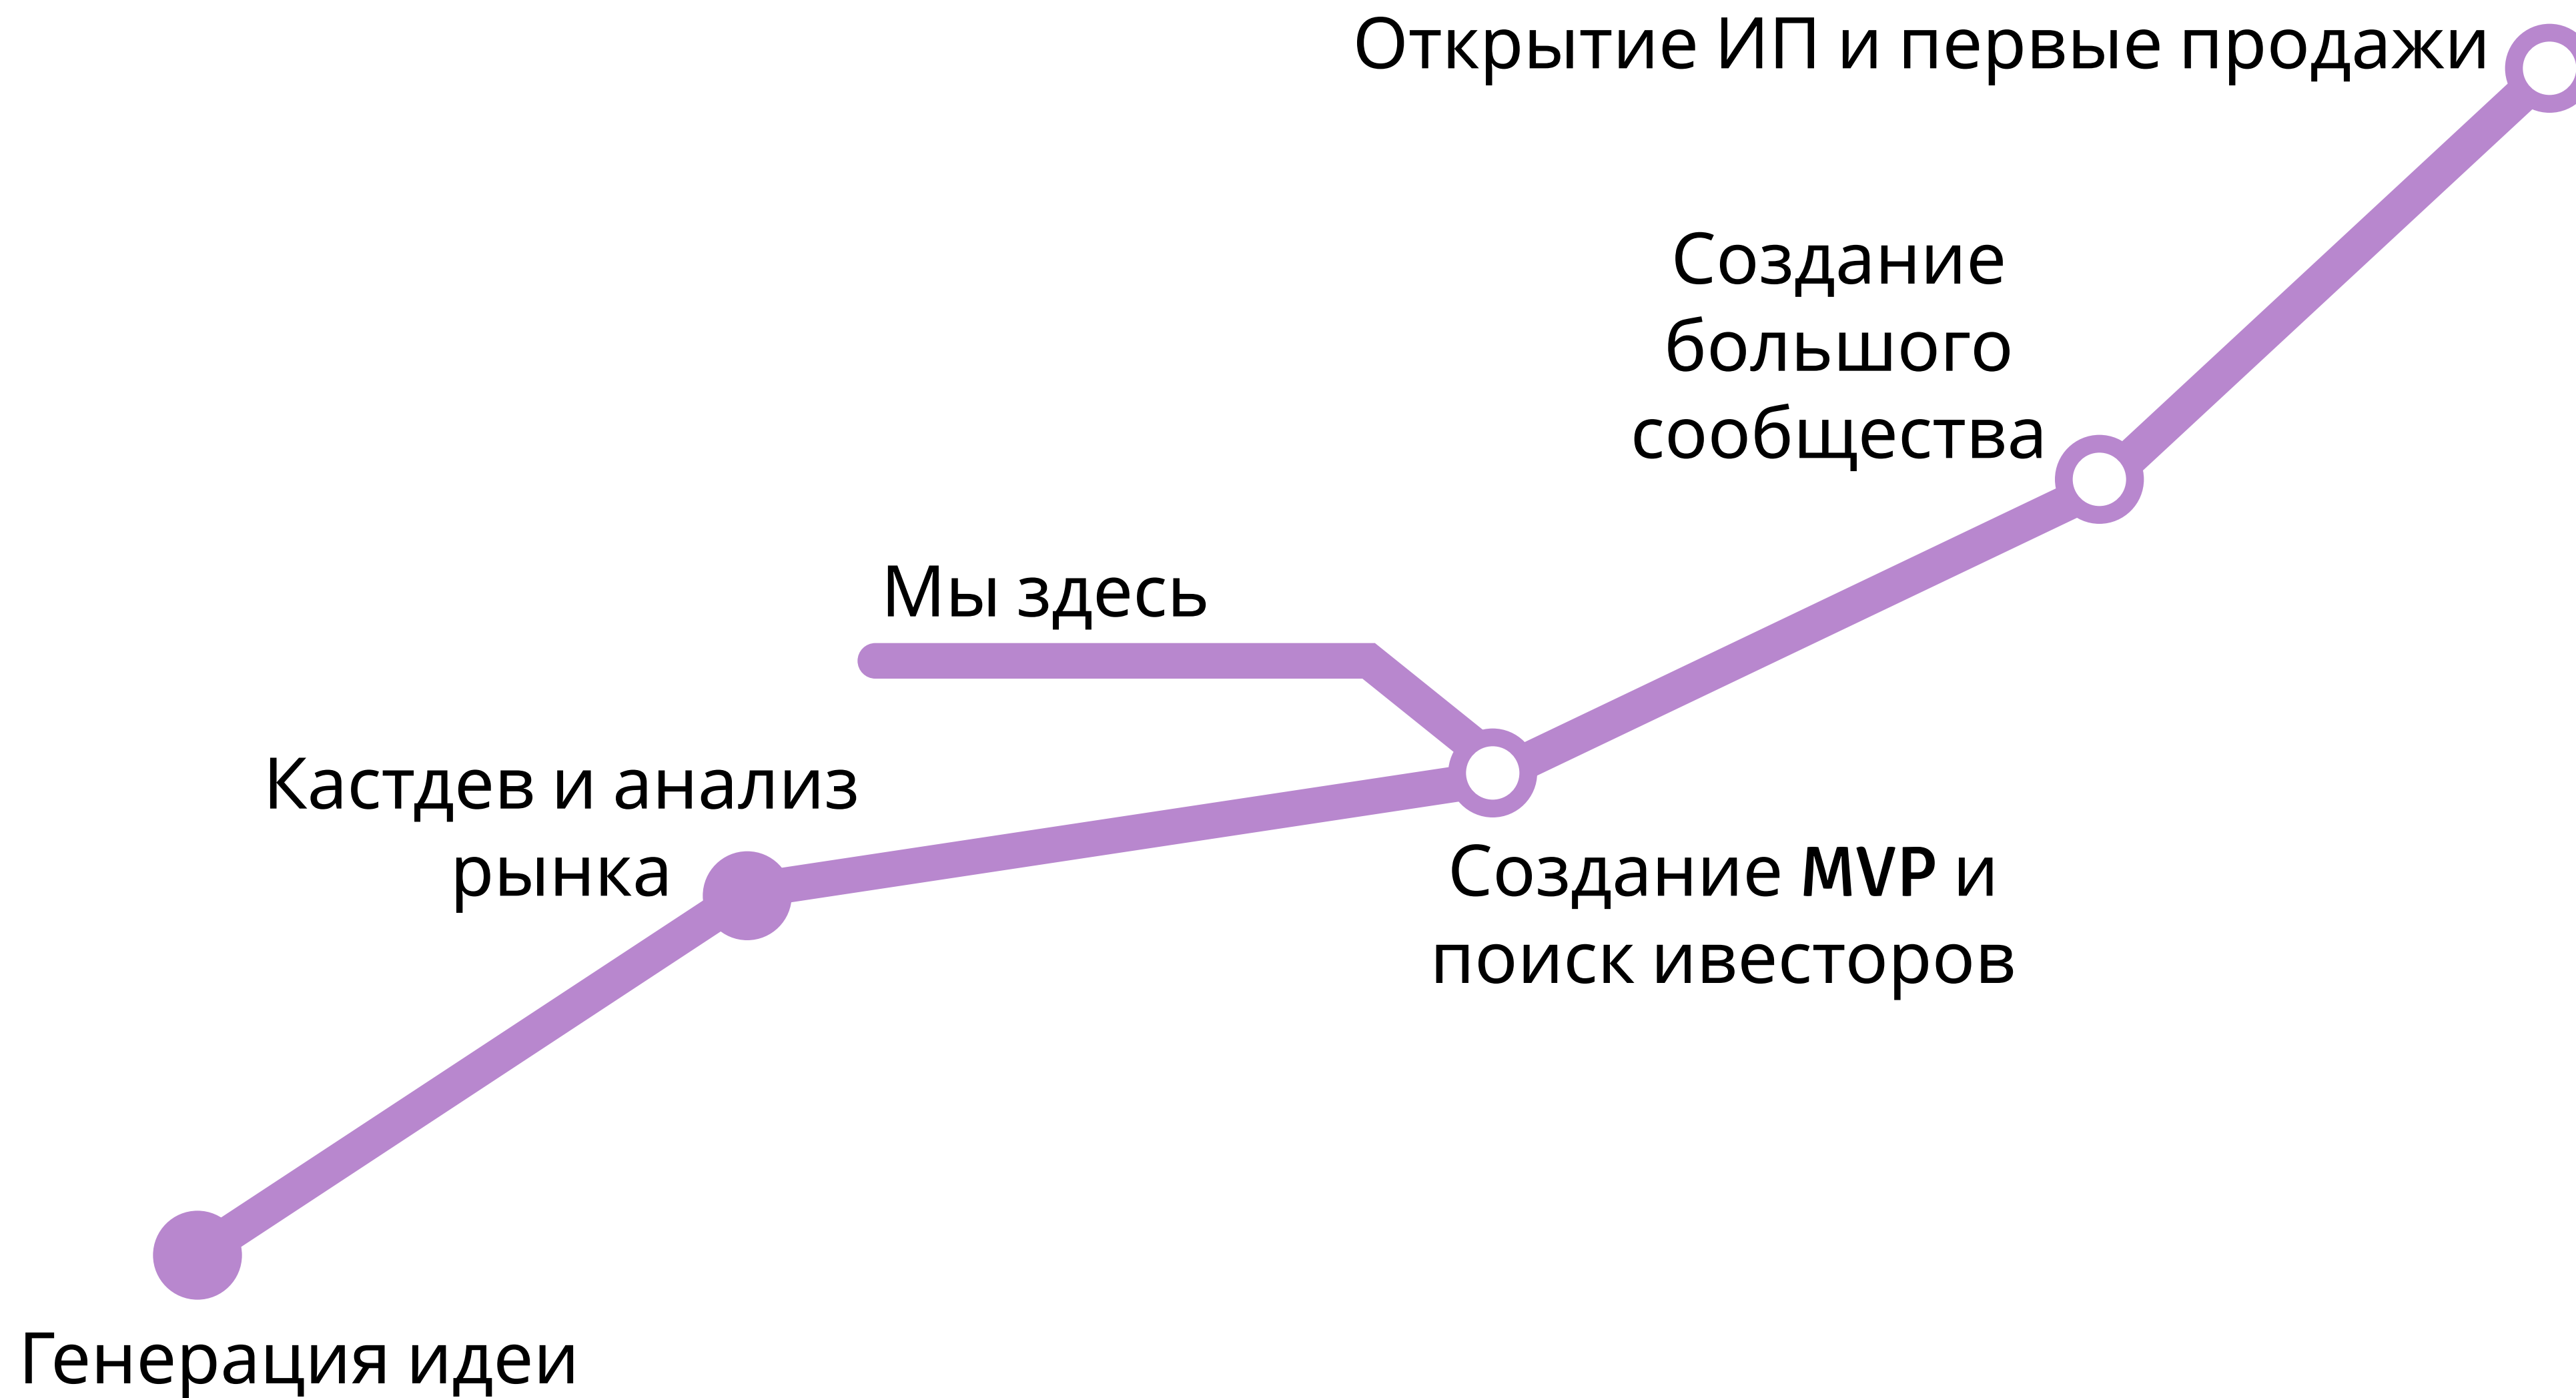 Открытие ИП и первые продажи
Создание
большого
сообщества
Мы здесь
Кастдев и анализ
рынка
Создание MVP и
поиск ивесторов
Генерация идеи